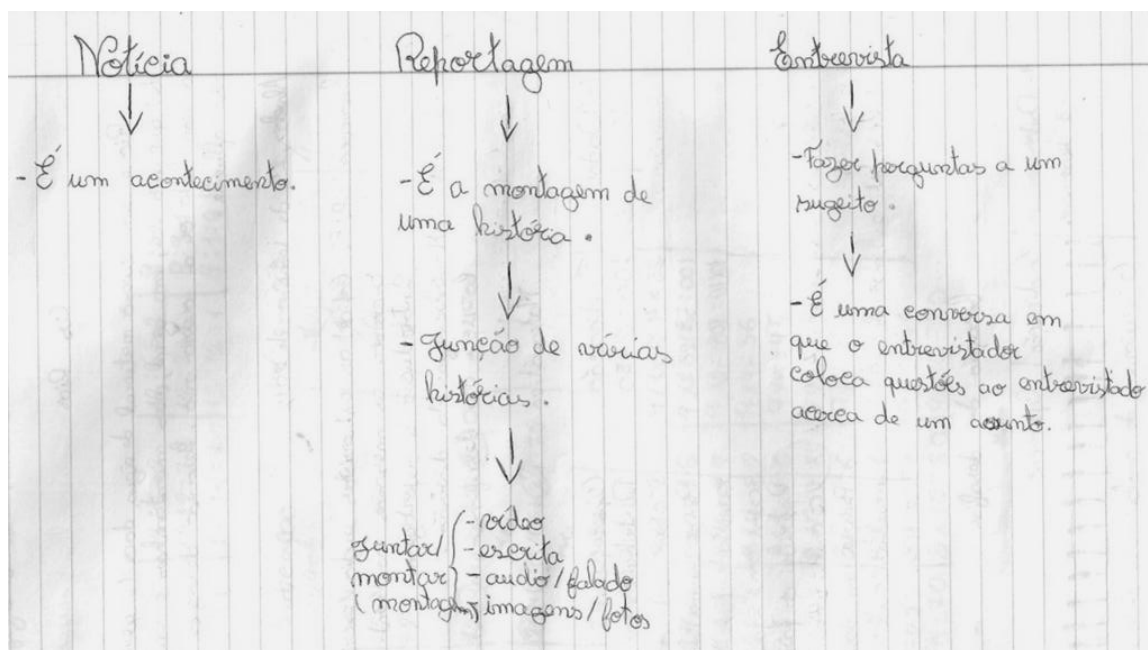 Notícia
↓
- É um acontecimento.
Reportagem
↓
- É a montagem de
uma história.
↓
- Junção de várias
histórias.
↓
Juntar/
montar
(montagem)
- vídeo
- escrita
- audio/falado
- imagens/fotos
Entrevista
↓
- Fazer perguntas a um
sugeito.
↓
- É uma conversa em
que o entrevistador
coloca questões ao entrevistado
acerca de um assunto.